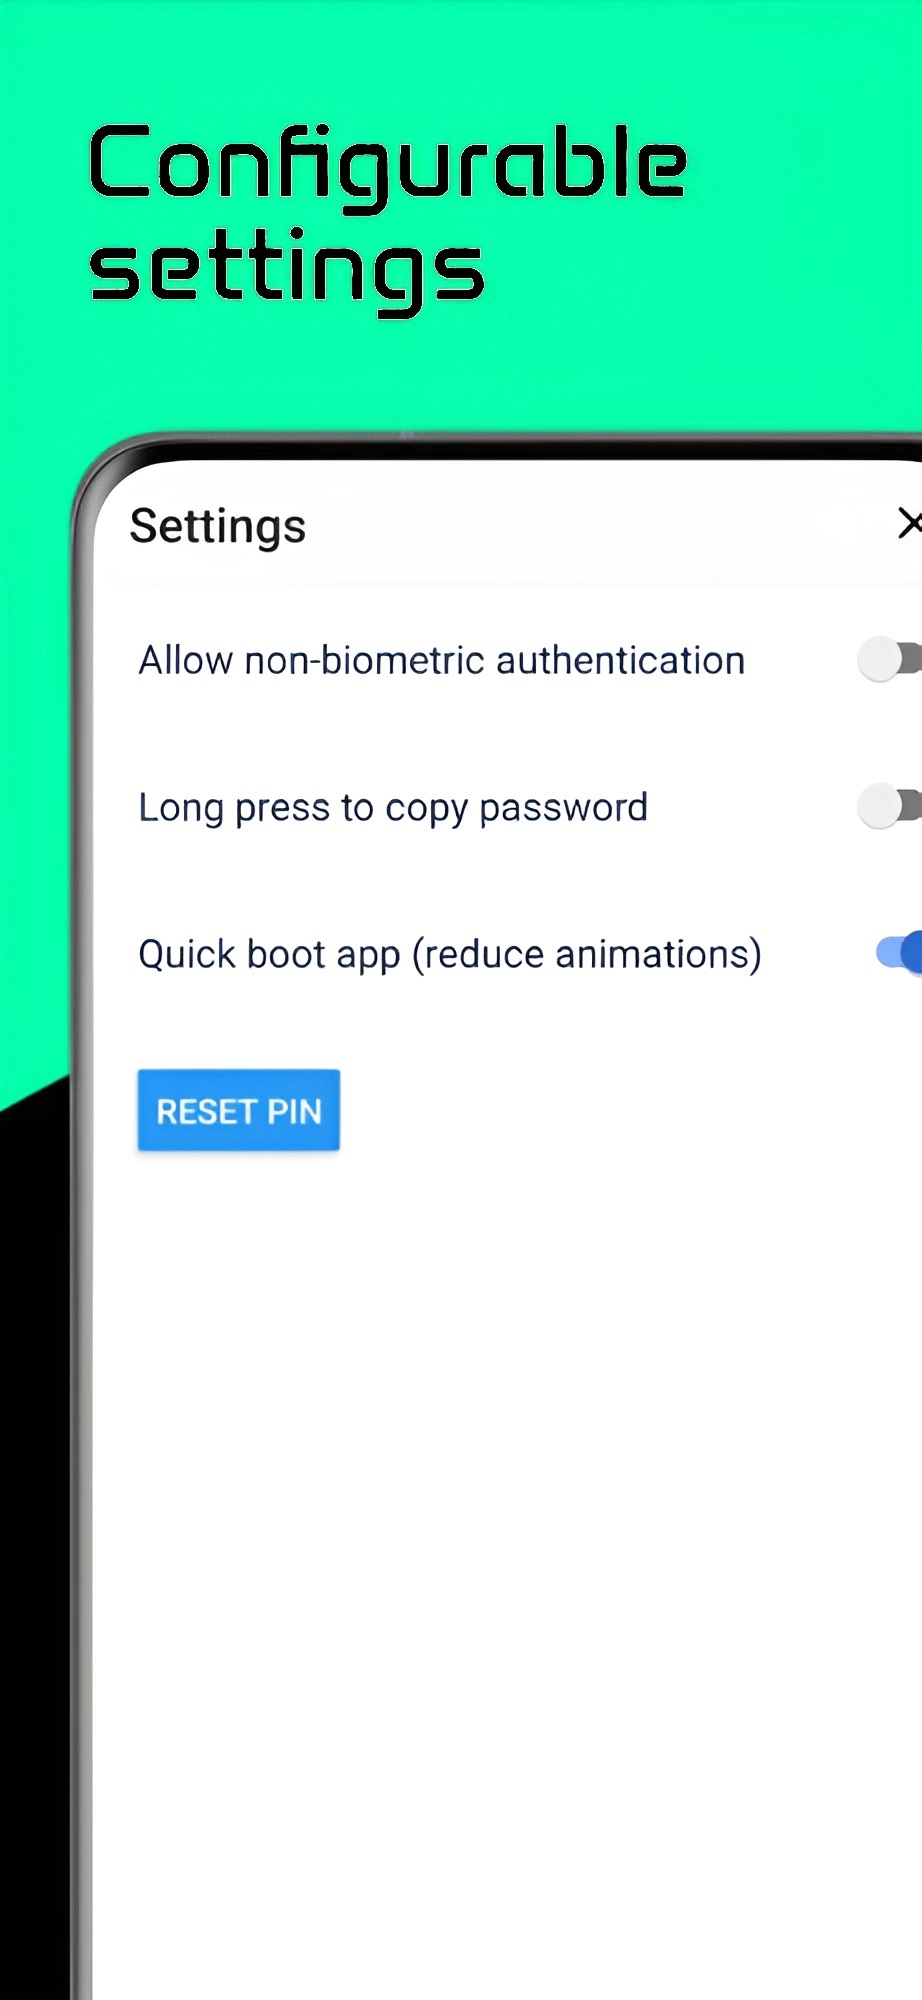 Configurable
settings
Settings
Allow non-biometric authentication
Long press to copy password
Quick boot app (reduce animations)
RESET PIN